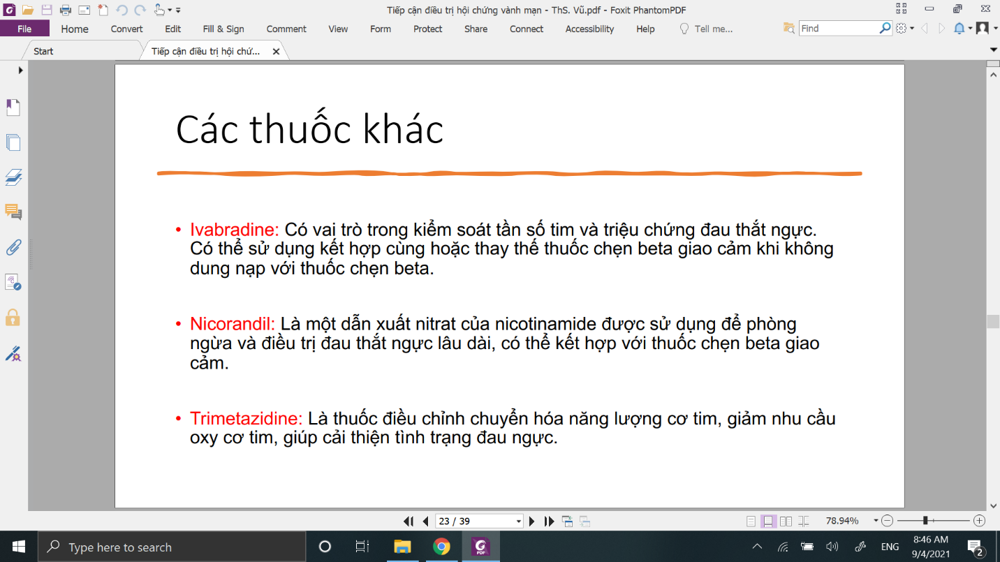 Tiếp cận điều trị hội chứng vành mạn - ThS. Vũ.pdf - Foxit PhantomPDF
File Home Convert Edit Fill & Sign Comment View Form Protect Share Connect Accessibility Help Tell me... Find
Start Tiếp cận điều trị hội chứ...
Các thuốc khác
• Ivabradine: Có vai trò trong kiểm soát tần số tim và triệu chứng đau thắt ngực.
Có thể sử dụng kết hợp cùng hoặc thay thế thuốc chẹn beta giao cảm khi không
dung nạp với thuốc chẹn beta.
• Nicorandil: Là một dẫn xuất nitrat của nicotinamide được sử dụng để phòng
ngừa và điều trị đau thắt ngực lâu dài, có thể kết hợp với thuốc chẹn beta giao
cảm.
• Trimetazidine: Là thuốc điều chỉnh chuyển hóa năng lượng cơ tim, giảm nhu cầu
oxy cơ tim, giúp cải thiện tình trạng đau ngực.
23 / 39 78.94%
Type here to search PDF ENG 8:46 AM
9/4/2021 2